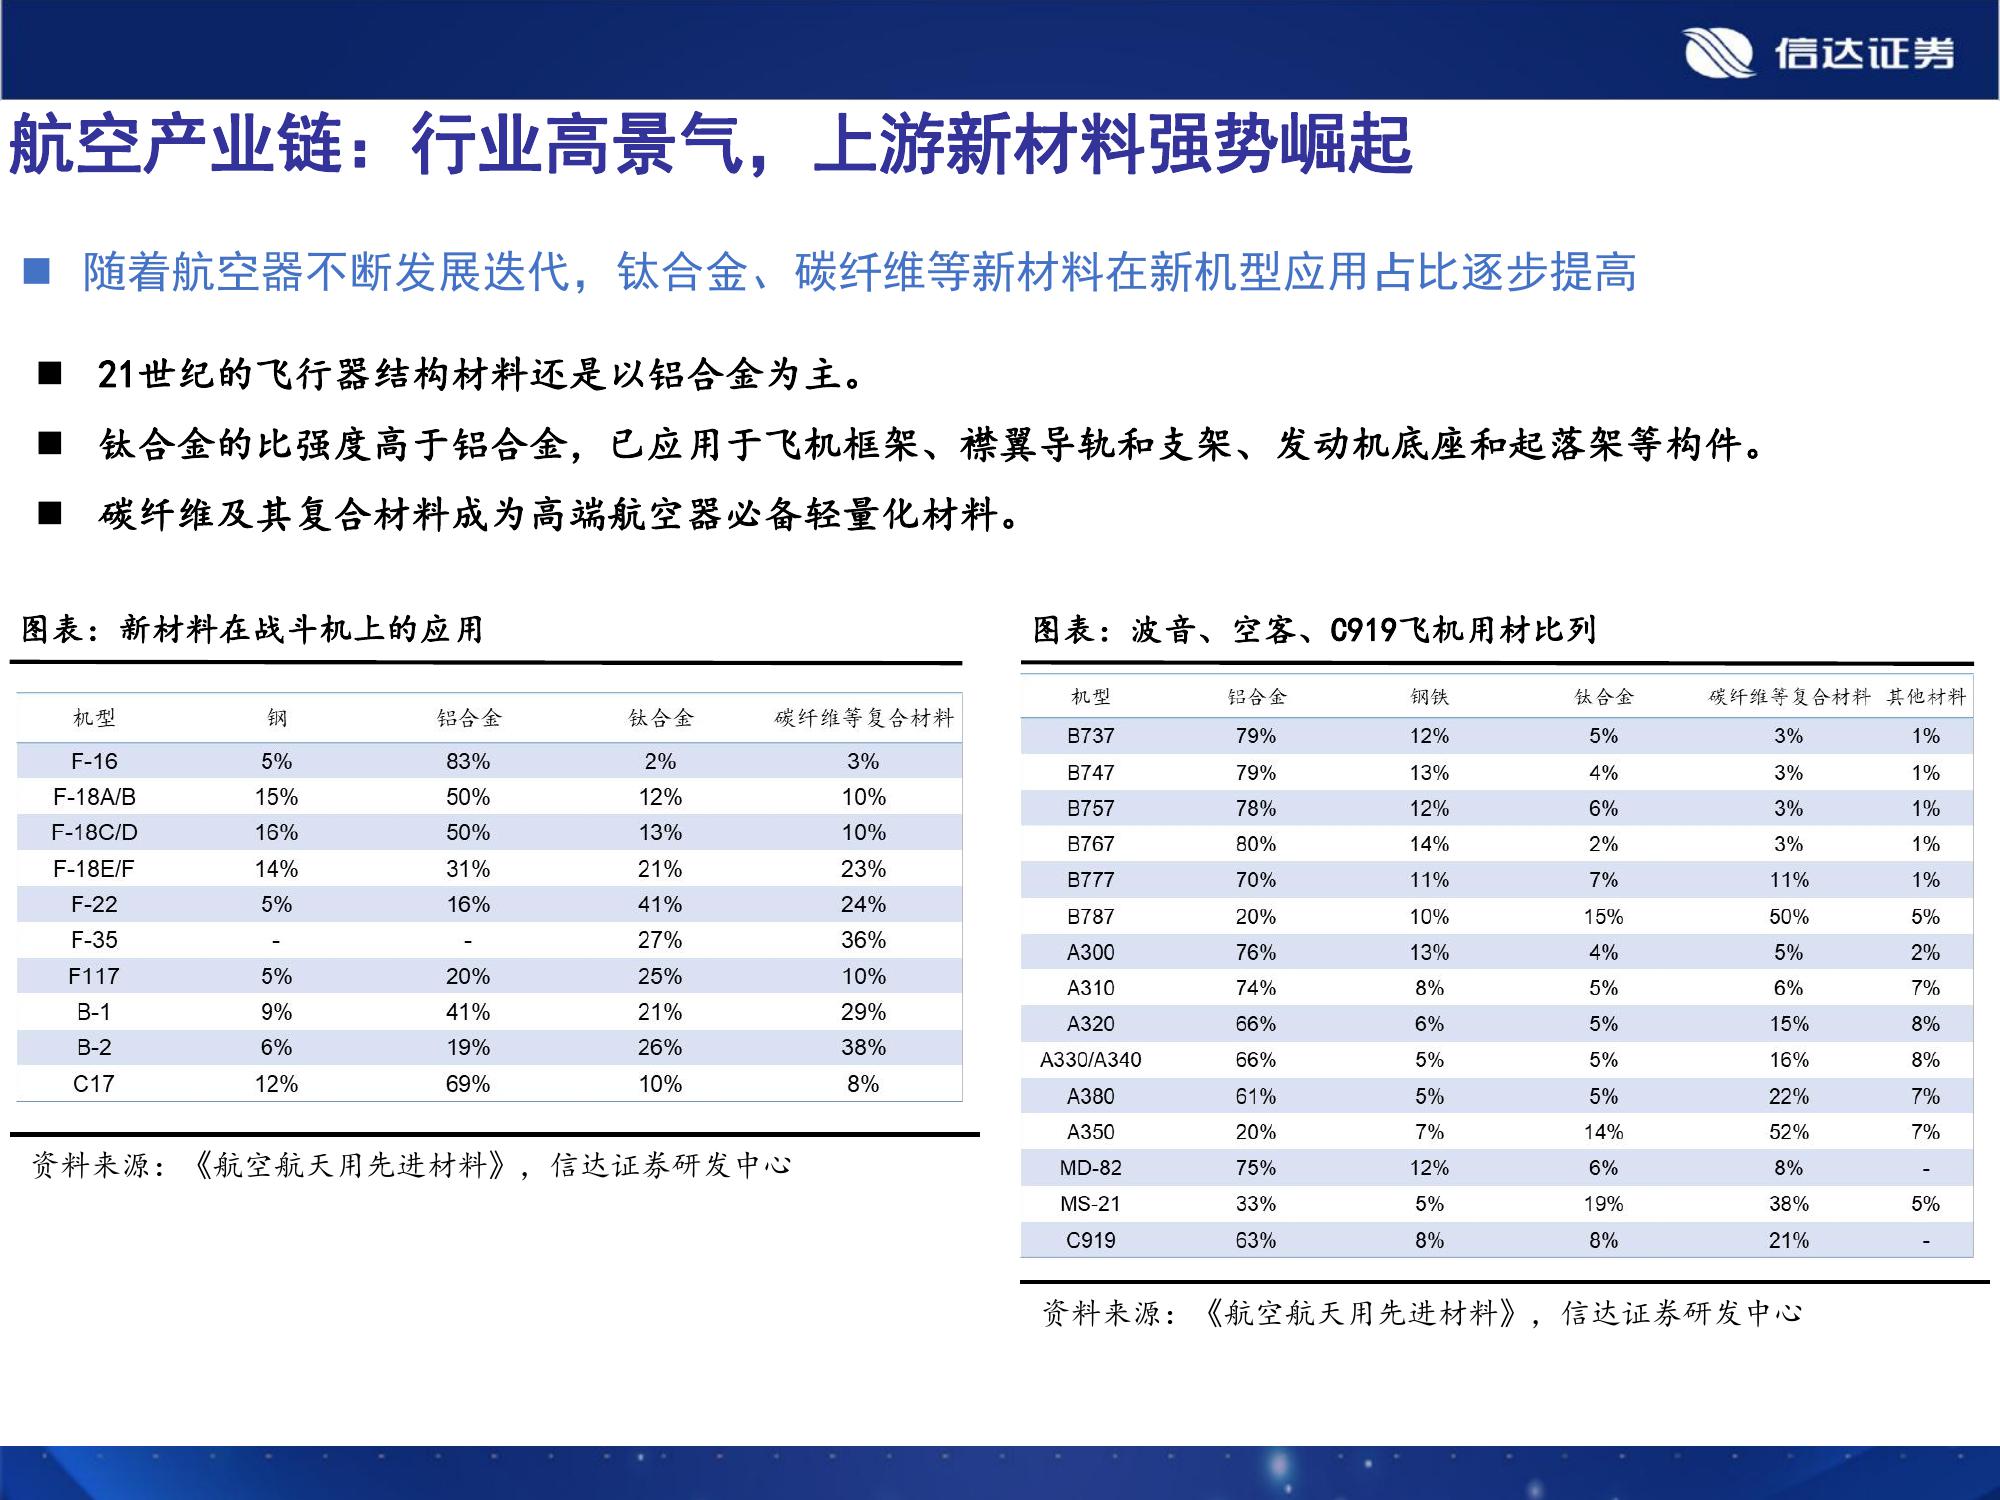 信达证券
航空产业链：行业高景气，上游新材料强势崛起
随着航空器不断发展迭代，钛合金、碳纤维等新材料在新机型应用占比逐步提高
21世纪的飞行器结构材料还是以铝合金为主。
钛合金的比强度高于铝合金，已应用于飞机框架、襟翼导轨和支架、发动机底座和起落架等构件。
碳纤维及其复合材料成为高端航空器必备轻量化材料。
图表：新材料在战斗机上的应用
机型 钢 铝合金 钛合金 碳纤维等复合材料
F-16 5% 83% 2% 3%
F-18A/B 15% 50% 12% 10%
F-18C/D 16% 50% 13% 10%
F-18E/F 14% 31% 21% 23%
F-22 5% 16% 41% 24%
F-35 - - 27% 36%
F117 5% 20% 25% 10%
B-1 9% 41% 21% 29%
B-2 6% 19% 26% 38%
C17 12% 69% 10% 8%
资料来源：《航空航天用先进材料》，信达证券研发中心
图表：波音、空客、C919飞机用材比列
机型 铝合金 钢铁 钛合金 碳纤维等复合材料 其他材料
B737 79% 12% 5% 3% 1%
B747 79% 13% 4% 3% 1%
B757 78% 12% 6% 3% 1%
B767 80% 14% 2% 3% 1%
B777 70% 11% 7% 11% 1%
B787 20% 10% 15% 50% 5%
A300 76% 13% 4% 5% 2%
A310 74% 8% 5% 6% 7%
A320 66% 6% 5% 15% 8%
A330/A340 66% 5% 5% 16% 8%
A380 61% 5% 5% 22% 7%
A350 20% 7% 14% 52% 7%
MD-82 75% 12% 6% 8% -
MS-21 33% 5% 19% 38% 5%
C919 63% 8% 8% 21% -
资料来源：《航空航天用先进材料》，信达证券研发中心